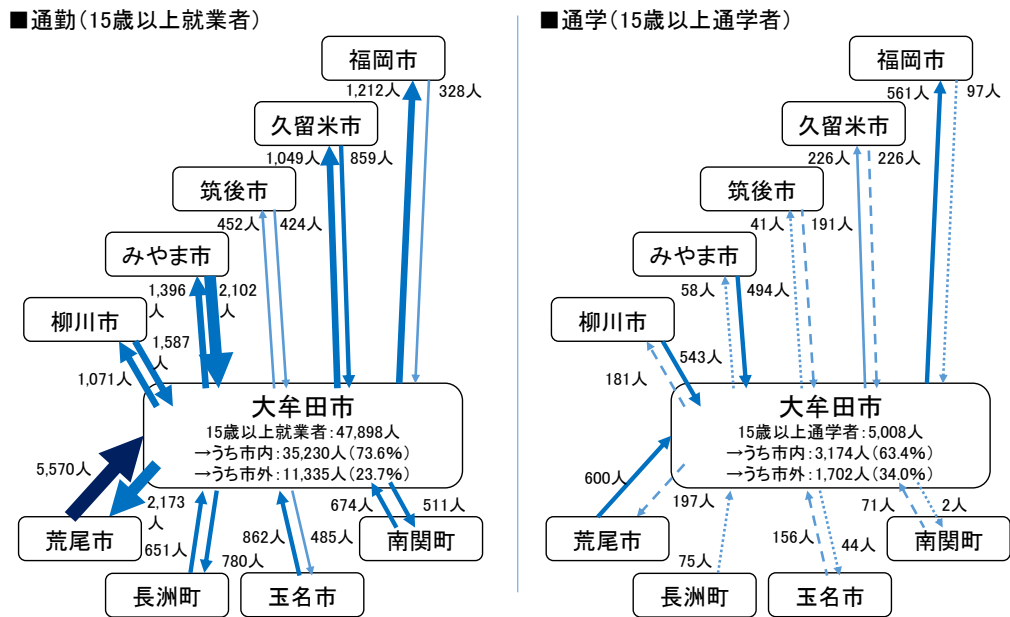 ■通勤(15歳以上就業者)
福岡市
1,212人
328人
久留米市
1,049人
859人
筑後市
452人
424人
みやま市
1,396
人
2,102
人
柳川市
1,587
人
1,071人
大牟田市
15歳以上就業者:47,898人
→うち市内:35,230人(73.6%)
→うち市外:11,335人(23.7%)
5,570人
2,173
人
荒尾市
651人
780人
長洲町
862人
485人
玉名市
674人
511人
南関町
■通学(15歳以上通学者)
福岡市
561人
97人
久留米市
226人
226人
筑後市
41人
191人
みやま市
58人
494人
柳川市
543人
181人
大牟田市
15歳以上通学者:5,008人
→うち市内:3,174人(63.4%)
→うち市外:1,702人(34.0%)
600人
197人
荒尾市
75人
長洲町
156人
44人
玉名市
71人
2人
南関町